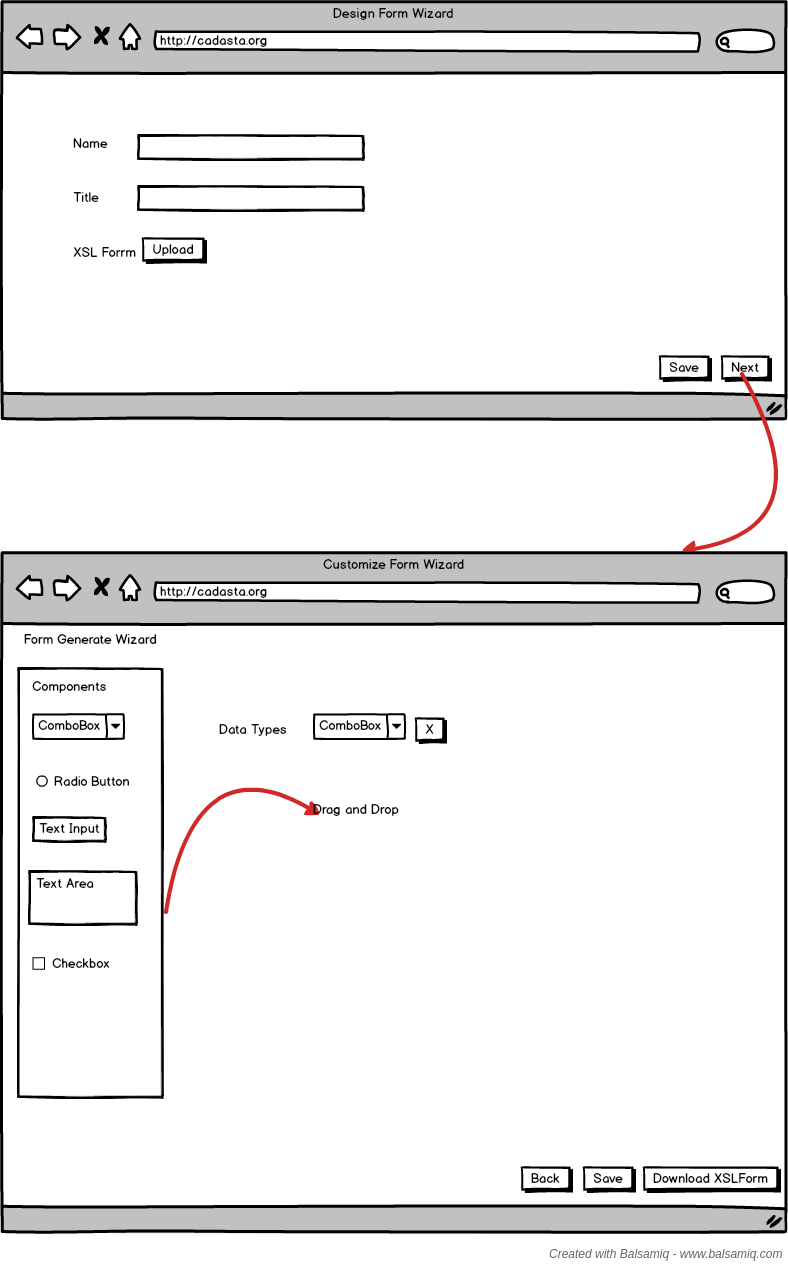 Design Form Wizard
http://cadasta.org
Name
Title
XSL Forrm Upload
Save Next
Customize Form Wizard
http://cadasta.org
Form Generate Wizard
Components
ComboBox
Data Types ComboBox X
Radio Button
Drag and Drop
Text Input
Text Area
Checkbox
Back Save Download XSLForm
Created with Balsamiq - www.balsamiq.com